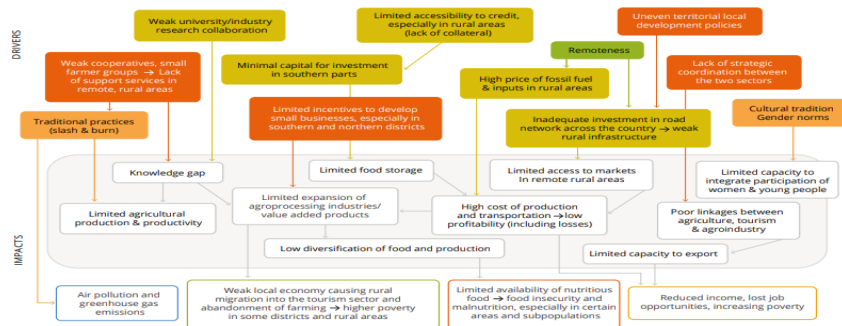 DRIVERS
Weak university/industry
research collaboration
Limited accessibility to credit,
especially in rural areas
(lack of collateral)
Uneven territorial local
development policies
Remoteness
Weak cooperatives, small
farmer groups → Lack
of support services in
remote, rural areas
Minimal capital for investment
in southern parts
High price of fossil fuel
& inputs in rural areas
Lack of strategic
coordination between
the two sectors
Traditional practices
(slash & burn)
Limited incentives to develop
small businesses, especially in
southern and northern districts
Inadequate investment in road
network across the country → weak
rural infrastructure
Cultural tradition
Gender norms
Knowledge gap
Limited food storage
Limited access to markets
In remote rural areas
Limited capacity to
integrate participation of
women & young people
Limited agricultural
production & productivity
Limited expansion of
agroprocessing industries/
value added products
High cost of production
and transportation → low
profitability (including losses)
Poor linkages between
agriculture, tourism
& agroindustry
Low diversification of food and production
Limited capacity to export
IMPACTS
Air pollution and
greenhouse gas
emissions
Weak local economy causing rural
migration into the tourism sector and
abandonment of farming → higher poverty
in some districts and rural areas
Limited availability of nutritious
food → food insecurity and
malnutrition, especially in certain
areas and subpopulations
Reduced income, lost job
opportunities, increasing poverty